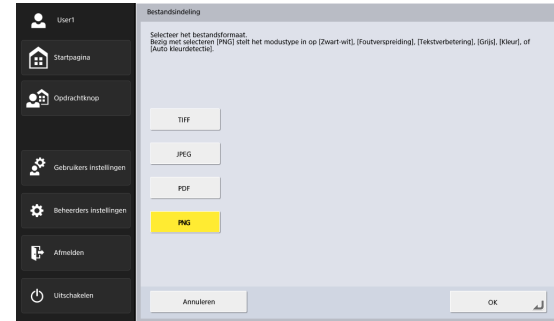 User1
Startpagina
Opdrachtknop
Gebruikers instellingen
Beheerders instellingen
Afmelden
Uitschakelen
Bestandsindeling
Selecteer het bestandsformaat.
Bezig met selecteren [PNG] stelt het modustype in op [Zwart-wit], [Foutverspreiding], [Tekstverbetering], [Grijs], [Kleur], of
[Auto kleurdetectie].
TIFF
JPEG
PDF
PNG
Annuleren
OK